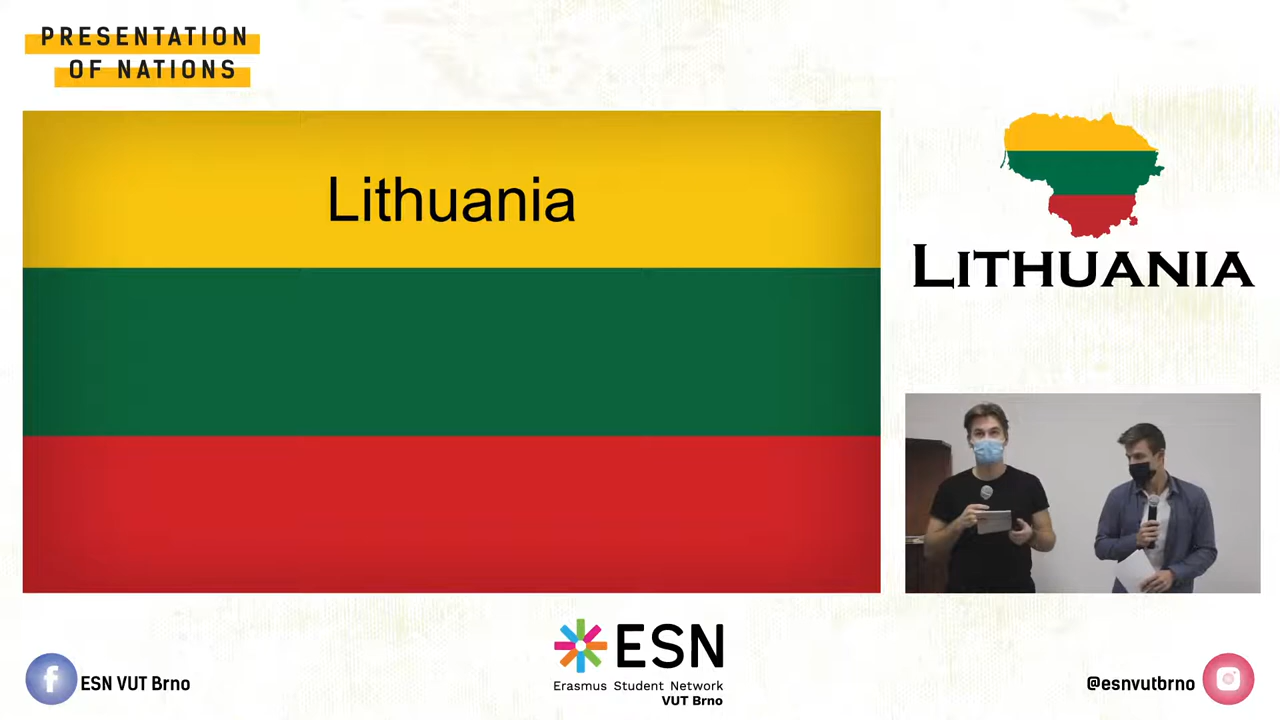 PRESENTATION
OF NATIONS
Lithuania
LITHUANIA
ESN VUT Brno
ESN
Erasmus Student Network
VUT Brno
@esnvutbrno